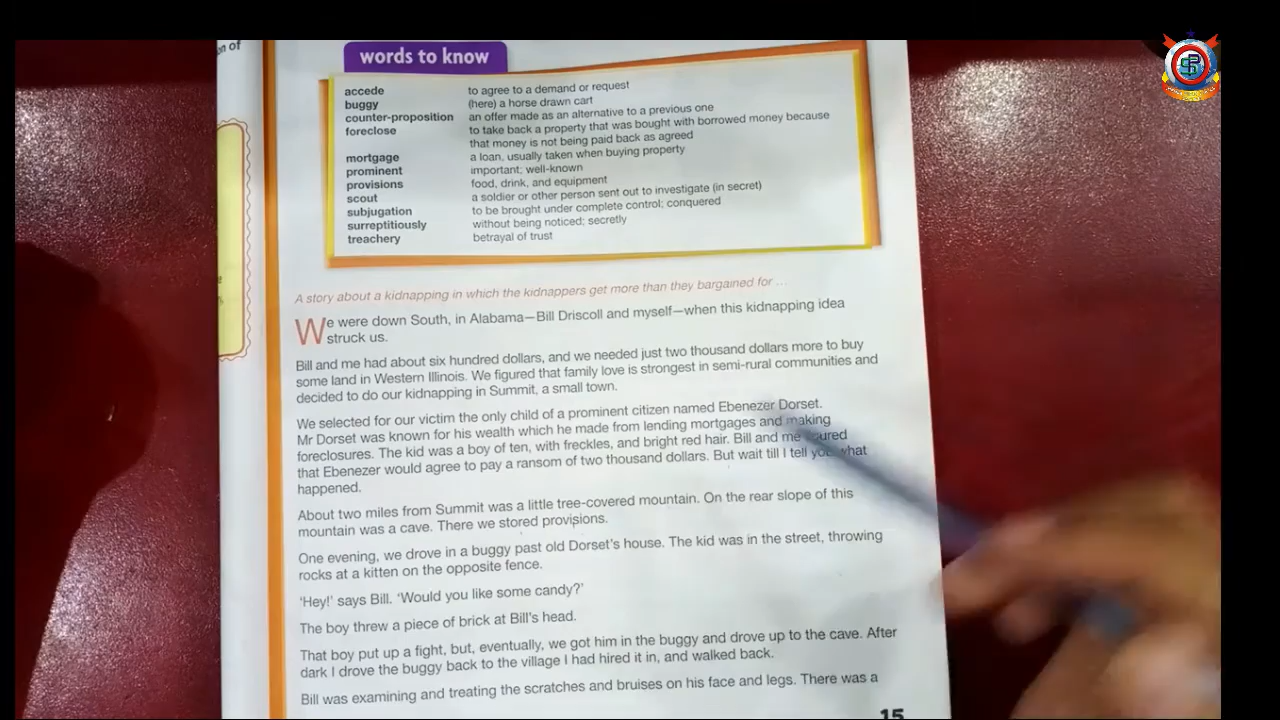 on of
words to know
accede to agree to a demand or request
buggy (here) a horse drawn cart
counter-proposition an offer made as an alternative to a previous one
foreclose to take back a property that was bought with borrowed money because
that money is not being paid back as agreed
mortgage a loan, usually taken when buying property
prominent important; well-known
provisions food, drink, and equipment
scout a soldier or other person sent out to investigate (in secret)
subjugation to be brought under complete control; conquered
surreptitiously without being noticed; secretly
treachery betrayal of trust
A story about a kidnapping in which the kidnappers get more than they bargained for ...
We were down South, in Alabama—Bill Driscoll and myself—when this kidnapping idea
struck us.
Bill and me had about six hundred dollars, and we needed just two thousand dollars more to buy
some land in Western Illinois. We figured that family love is strongest in semi-rural communities and
decided to do our kidnapping in Summit, a small town.
We selected for our victim the only child of a prominent citizen named Ebenezer Dorset.
Mr Dorset was known for his wealth which he made from lending mortgages and making
foreclosures. The kid was a boy of ten, with freckles, and bright red hair. Bill and me
that Ebenezer would agree to pay a ransom of two thousand dollars. But wait till I tell you what
happened.
About two miles from Summit was a little tree-covered mountain. On the rear slope of this
mountain was a cave. There we stored provisions.
One evening, we drove in a buggy past old Dorset's house. The kid was in the street, throwing
rocks at a kitten on the opposite fence.
'Hey!' says Bill. 'Would you like some candy?'
The boy threw a piece of brick at Bill's head.
That boy put up a fight, but, eventually, we got him in the buggy and drove up to the cave. After
dark I drove the buggy back to the village I had hired it in, and walked back.
Bill was examining and treating the scratches and bruises on his face and legs. There was a
15